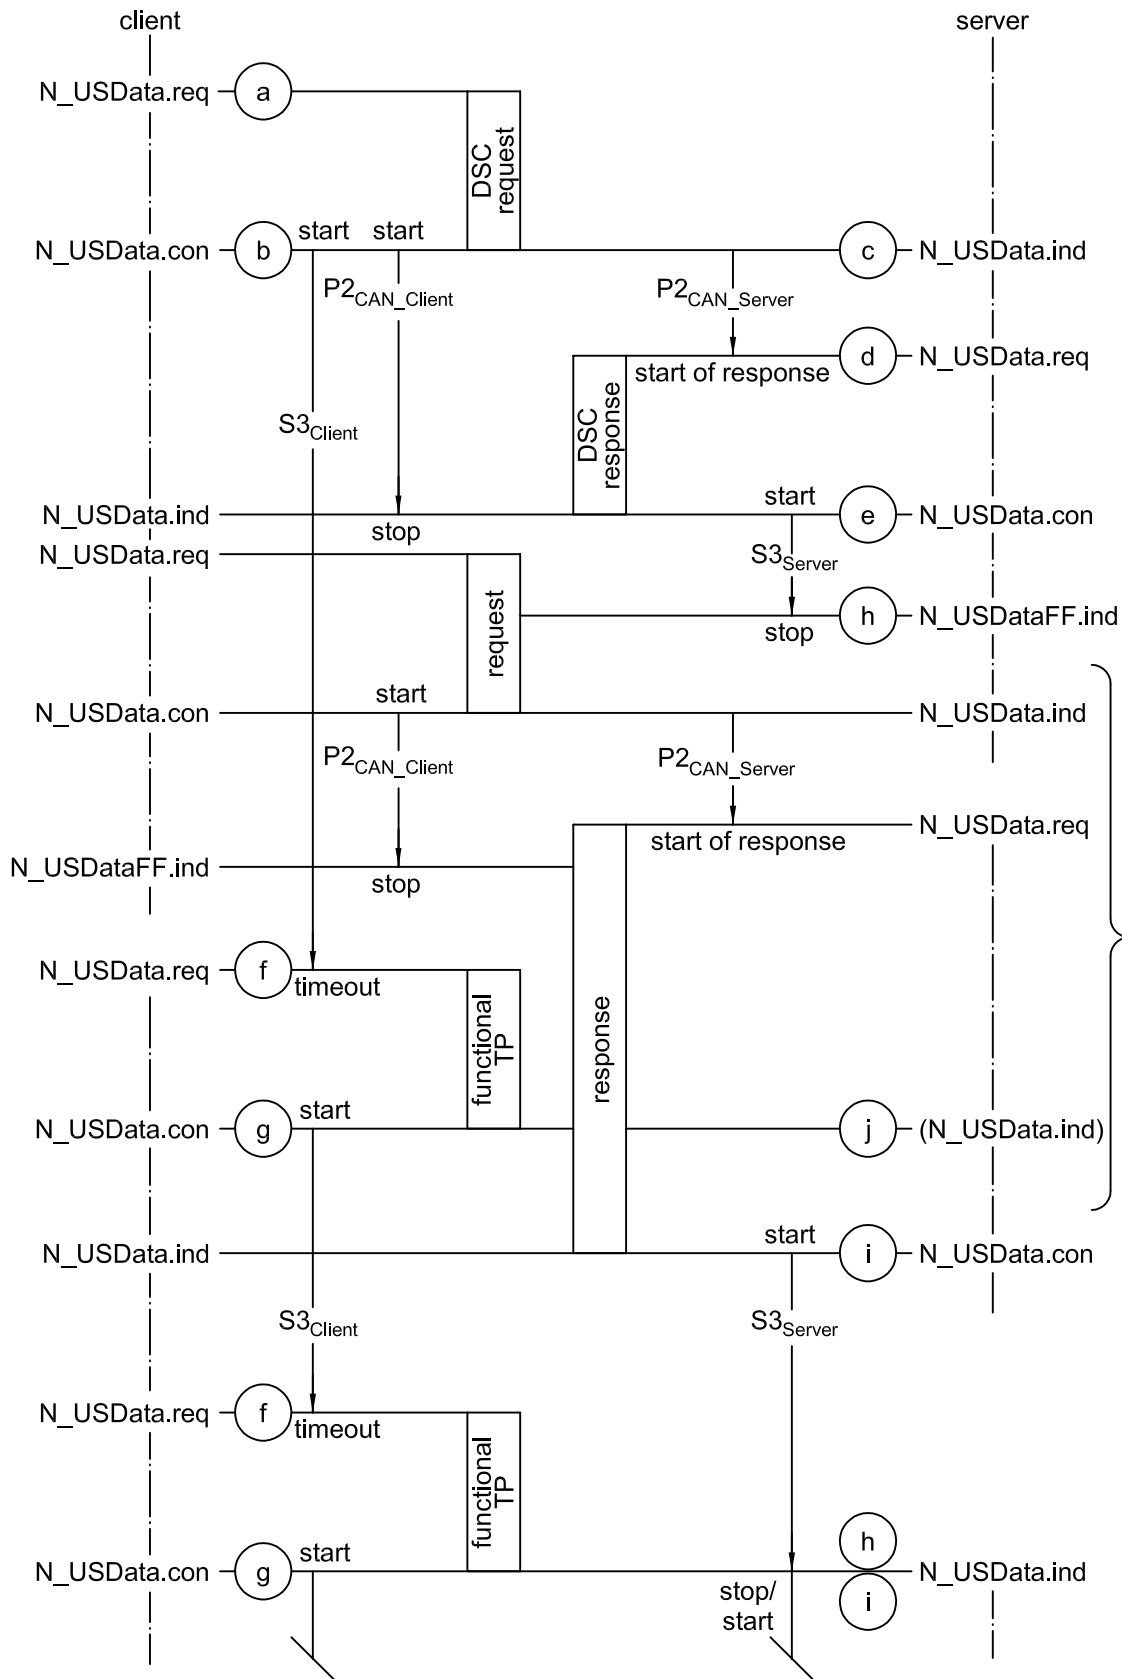 client server
N_USData.req a
DSC request
N_USData.con b start start c N_USData.ind
P2CAN_Client P2CAN_Server
start of response d N_USData.req
S3Client
DSC response
N_USData.ind stop start e N_USData.con
N_USData.req
S3Server
request
stop h N_USDataFF.ind
N_USData.con start N_USData.ind
P2CAN_Client P2CAN_Server
start of response N_USData.req
N_USDataFF.ind stop
N_USData.req f timeout
functional TP
response
N_USData.con g start j (N_USData.ind)
N_USData.ind start i N_USData.con
S3Client S3Server
N_USData.req f timeout
functional TP
h
N_USData.con g start N_USData.ind
stop/ i
start